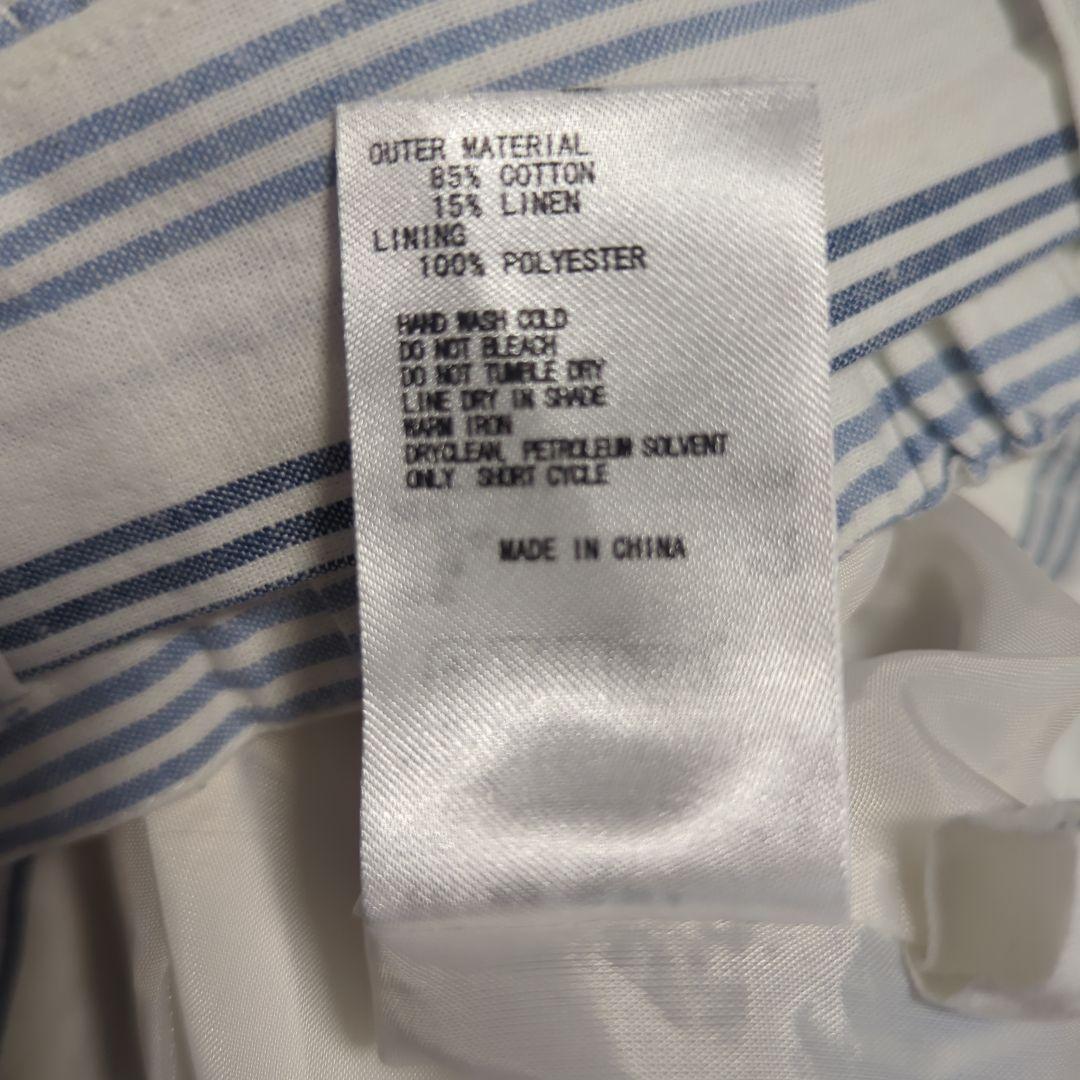 OUTER MATERIAL
85% COTTON
15% LINEN
LINING
100% POLYESTER
HAND WASH COLD
DO NOT BLEACH
DO NOT TUMBLE DRY
LINE DRY IN SHADE
WARM IRON
DRYCLEAN, PETROLEUM SOLVENT
ONLY SHORT CYCLE
MADE IN CHINA